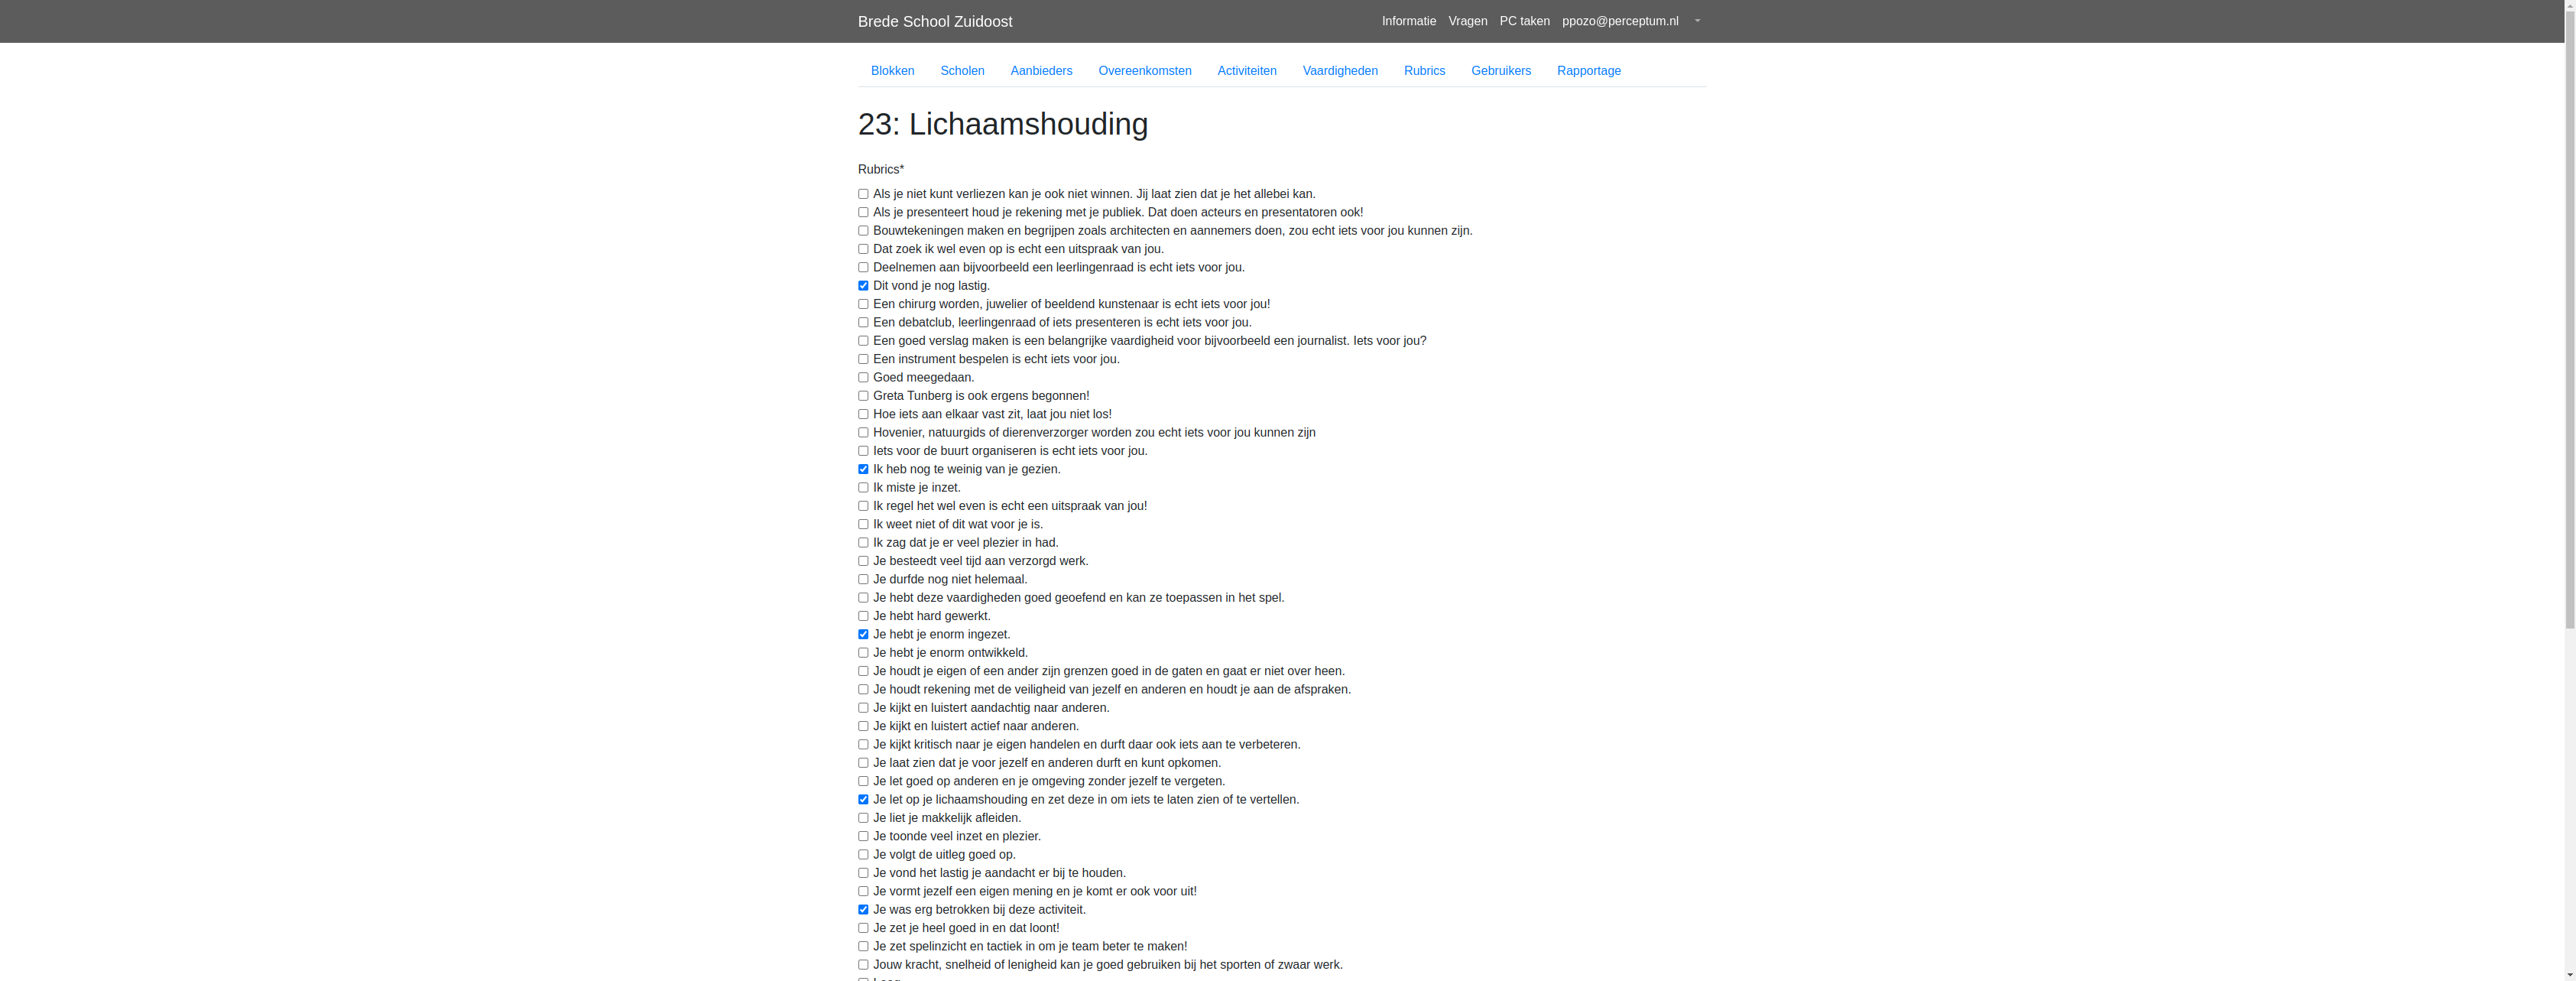 Brede School Zuidoost
Informatie Vragen PC taken ppozo@perceptum.nl
Blokken Scholen Aanbieders Overeenkomsten Activiteiten Vaardigheden Rubrics Gebruikers Rapportage
23: Lichaamshouding
Rubrics*
Als je niet kunt verliezen kan je ook niet winnen. Jij laat zien dat je het allebei kan.
Als je presenteert houd je rekening met je publiek. Dat doen acteurs en presentatoren ook!
Bouwtekeningen maken en begrijpen zoals architecten en aannemers doen, zou echt iets voor jou kunnen zijn.
Dat zoek ik wel even op is echt een uitspraak van jou.
Deelnemen aan bijvoorbeeld een leerlingenraad is echt iets voor jou.
Dit vond je nog lastig.
Een chirurg worden, juwelier of beeldend kunstenaar is echt iets voor jou!
Een debatclub, leerlingenraad of iets presenteren is echt iets voor jou.
Een goed verslag maken is een belangrijke vaardigheid voor bijvoorbeeld een journalist. Iets voor jou?
Een instrument bespelen is echt iets voor jou.
Goed meegedaan.
Greta Tunberg is ook ergens begonnen!
Hoe iets aan elkaar vast zit, laat jou niet los!
Hovenier, natuurgids of dierenverzorger worden zou echt iets voor jou kunnen zijn
Iets voor de buurt organiseren is echt iets voor jou.
Ik heb nog te weinig van je gezien.
Ik miste je inzet.
Ik regel het wel even is echt een uitspraak van jou!
Ik weet niet of dit wat voor je is.
Ik zag dat je er veel plezier in had.
Je besteedt veel tijd aan verzorgd werk.
Je durfde nog niet helemaal.
Je hebt deze vaardigheden goed geoefend en kan ze toepassen in het spel.
Je hebt hard gewerkt.
Je hebt je enorm ingezet.
Je hebt je enorm ontwikkeld.
Je houdt je eigen of een ander zijn grenzen goed in de gaten en gaat er niet over heen.
Je houdt rekening met de veiligheid van jezelf en anderen en houdt je aan de afspraken.
Je kijkt en luistert aandachtig naar anderen.
Je kijkt en luistert actief naar anderen.
Je kijkt kritisch naar je eigen handelen en durft daar ook iets aan te verbeteren.
Je laat zien dat je voor jezelf en anderen durft en kunt opkomen.
Je let goed op anderen en je omgeving zonder jezelf te vergeten.
Je let op je lichaamshouding en zet deze in om iets te laten zien of te vertellen.
Je liet je makkelijk afleiden.
Je toonde veel inzet en plezier.
Je volgt de uitleg goed op.
Je vond het lastig je aandacht er bij te houden.
Je vormt jezelf een eigen mening en je komt er ook voor uit!
Je was erg betrokken bij deze activiteit.
Je zet je heel goed in en dat loont!
Je zet spelinzicht en tactiek in om je team beter te maken!
Jouw kracht, snelheid of lenigheid kan je goed gebruiken bij het sporten of zwaar werk.